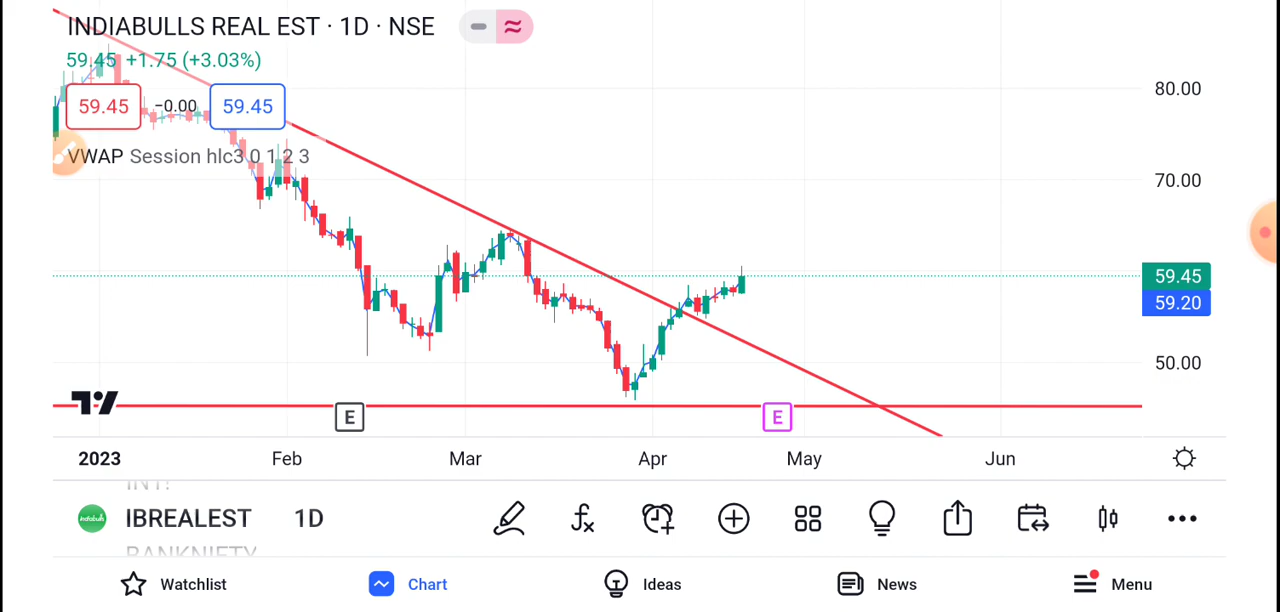 INDIABULLS REAL EST · 1D · NSE
59.45 +1.75 (+3.03%)
59.45 −0.00 59.45
VWAP Session hlc3 0 1 2 3
80.00
70.00
59.45
59.20
50.00
E E
2023 Feb Mar Apr May Jun
IBREALEST 1D
BANKNIFTY
Watchlist Chart Ideas News Menu